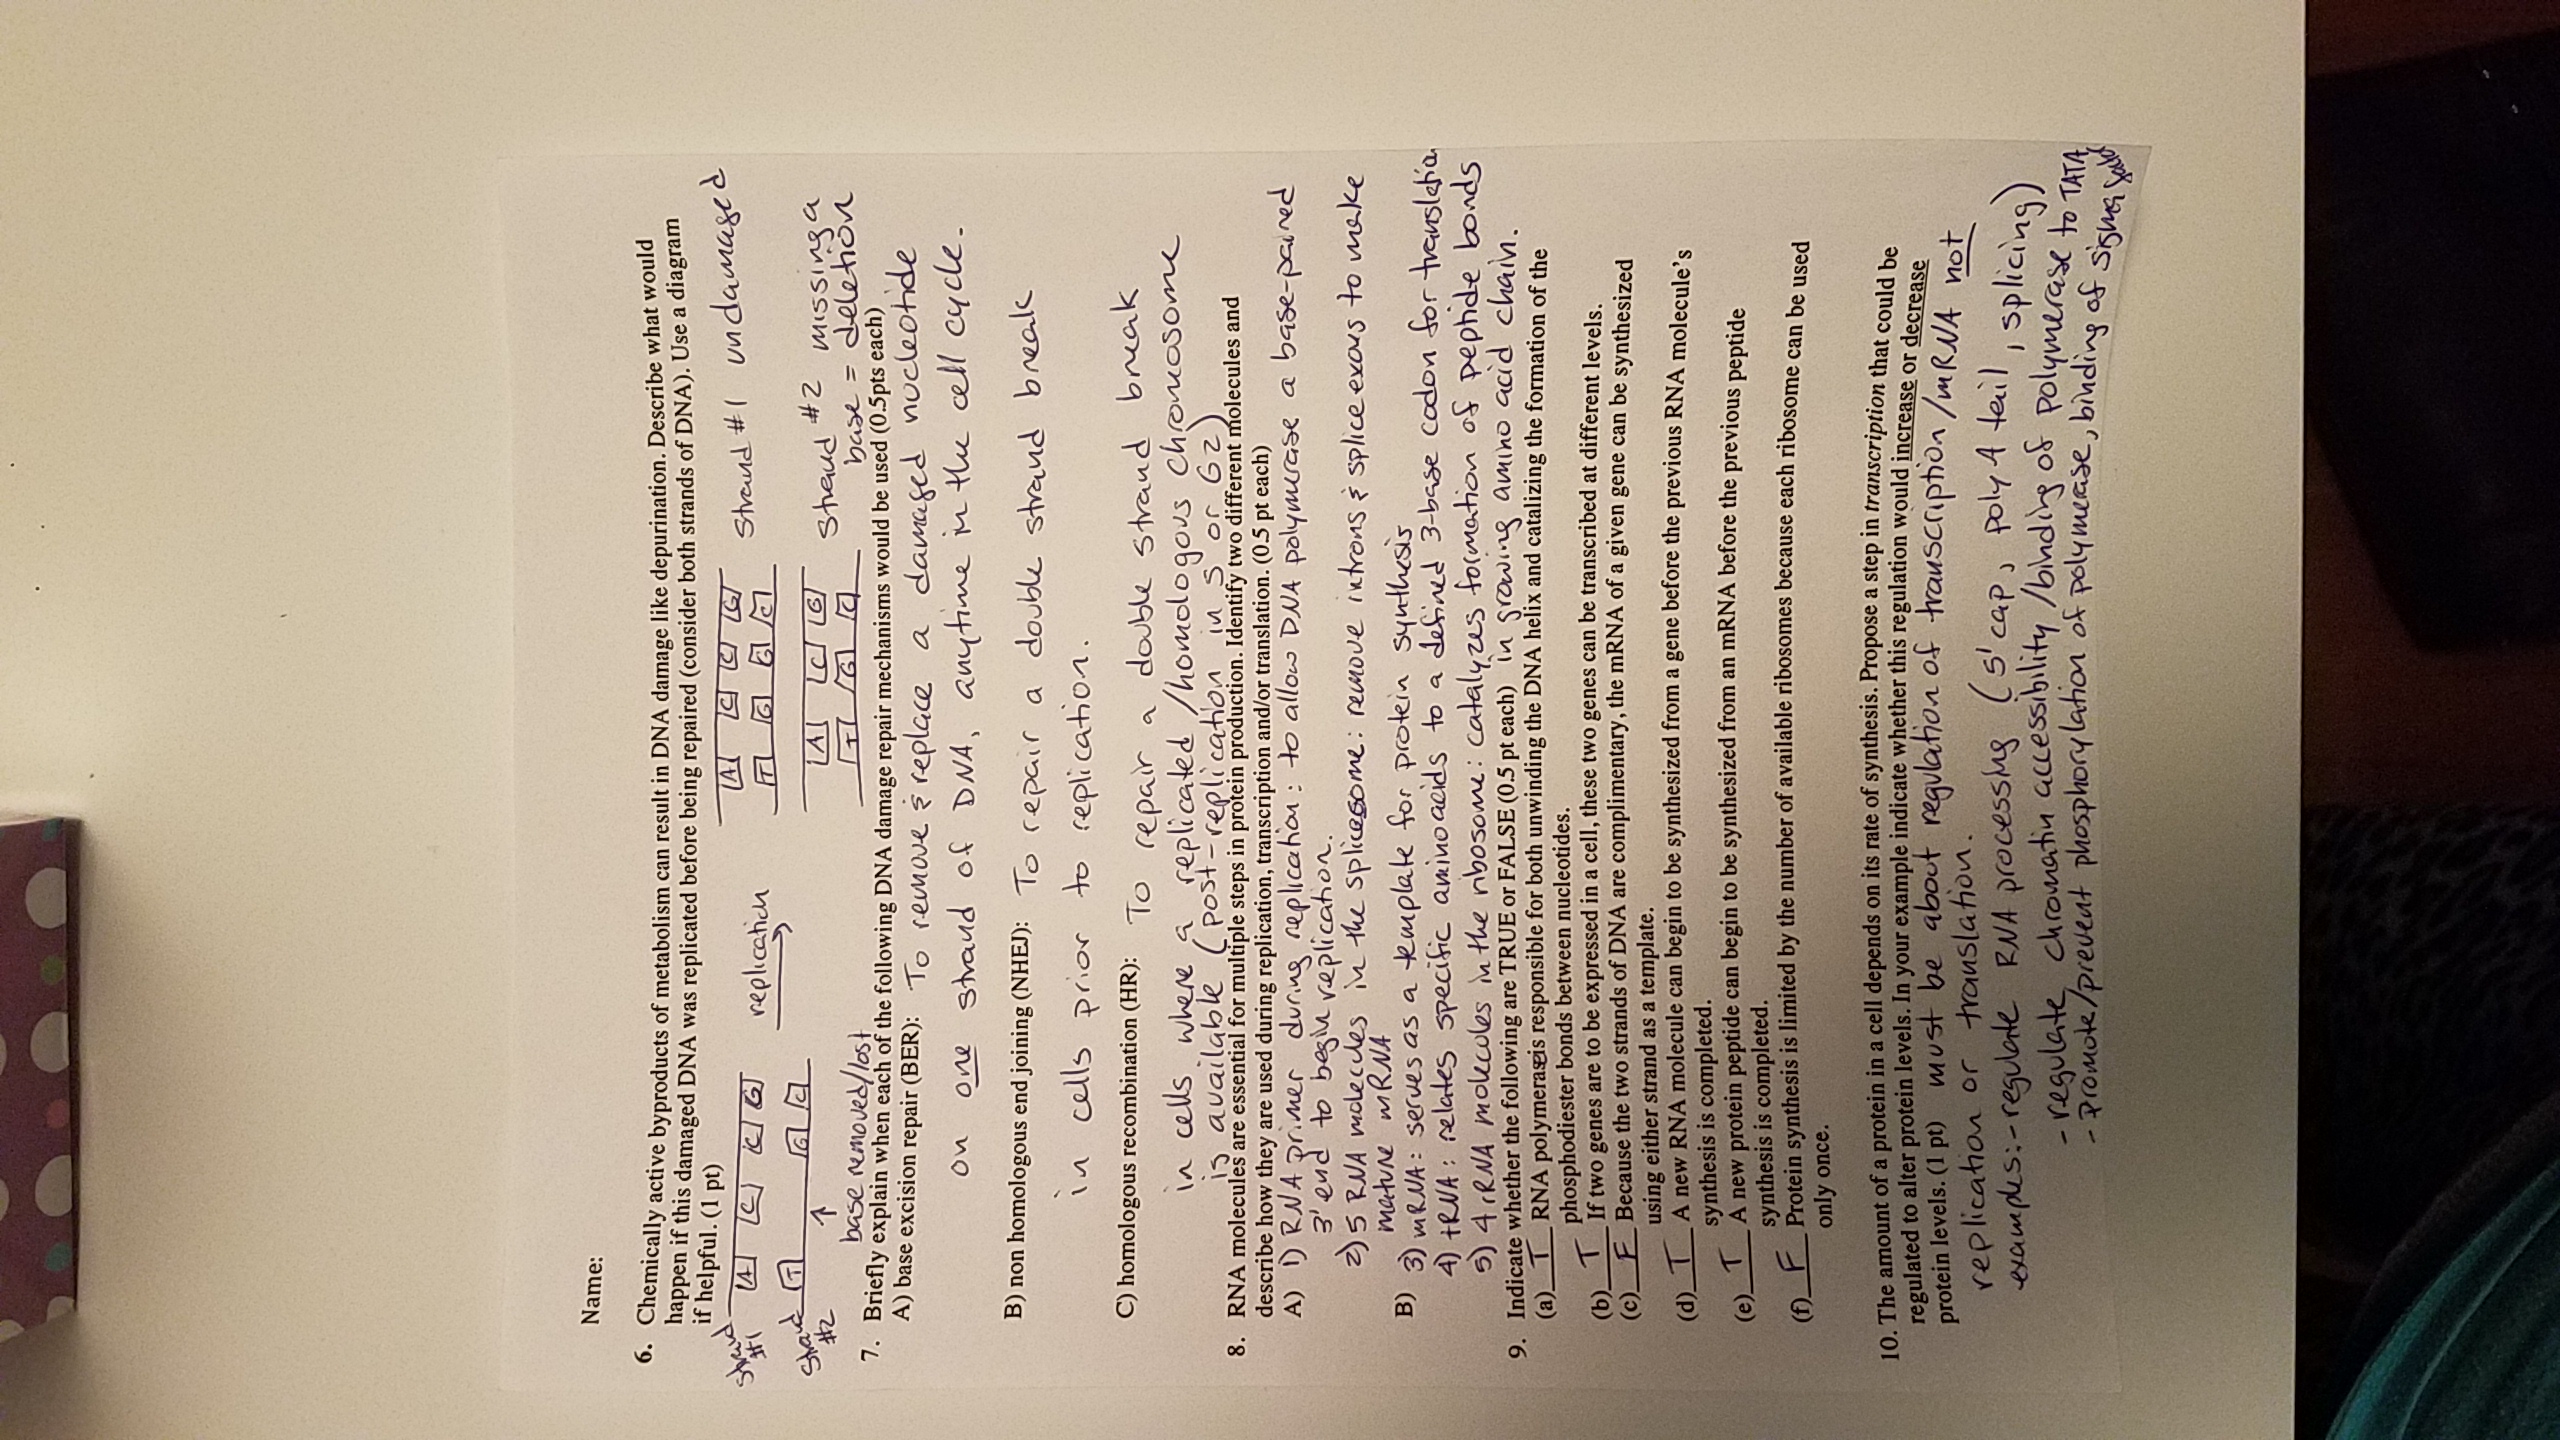 Name:
6. Chemically active byproducts of metabolism can result in DNA damage like depurination. Describe what would
happen if this damaged DNA was replicated before being repaired (consider both strands of DNA). Use a diagram
if helpful. (1 pt)
Strand #1 A C C G
Strand #2 T G C
base removed/lost
replication
A C C G
T G G C
Strand #1 undamaged
A C G
T G C
Strand #2 missing a
base = deletion
7. Briefly explain when each of the following DNA damage repair mechanisms would be used (0.5pts each)
A) base excision repair (BER): To remove & replace a damaged nucleotide
on one strand of DNA, anytime in the cell cycle.
B) non homologous end joining (NHEJ): To repair a double strand break
in cells prior to replication.
C) homologous recombination (HR): To repair a double strand break
in cells where a replicated /homologous chromosome
is available (post-replication in S or G2)
8. RNA molecules are essential for multiple steps in protein production. Identify two different molecules and
describe how they are used during replication, transcription and/or translation. (0.5 pt each)
A) 1) RNA primer during replication: to allow DNA polymerase a base-paired
3' end to begin replication.
2) 5 RNA molecules in the splicesome: remove introns & splice exons to make
mature mRNA
B) 3) mRNA: serves as a template for protein synthesis
4) tRNA: relates specific amino acids to a defined 3-base codon for translation
5) 4 rRNA molecules in the ribosome: catalyzes formation of peptide bonds
in growing amino acid chain.
9. Indicate whether the following are TRUE or FALSE (0.5 pt each)
(a) T RNA polymeraseis responsible for both unwinding the DNA helix and catalizing the formation of the
phosphodiester bonds between nucleotides.
(b) T If two genes are to be expressed in a cell, these two genes can be transcribed at different levels.
(c) F Because the two strands of DNA are complimentary, the mRNA of a given gene can be synthesized
using either strand as a template.
(d) T A new RNA molecule can begin to be synthesized from a gene before the previous RNA molecule's
synthesis is completed.
(e) T A new protein peptide can begin to be synthesized from an mRNA before the previous peptide
synthesis is completed.
(f) F Protein synthesis is limited by the number of available ribosomes because each ribosome can be used
only once.
10. The amount of a protein in a cell depends on its rate of synthesis. Propose a step in transcription that could be
regulated to alter protein levels. In your example indicate whether this regulation would increase or decrease
protein levels. (1 pt) must be about regulation of transcription /mRNA not
replication or translation.
examples: - regulate RNA processing (5' cap, poly A tail, splicing)
- regulate chromatin accessibility /binding of polymerase to TATA
- Promote/prevent phosphorylation of polymerase, binding of sigma factor